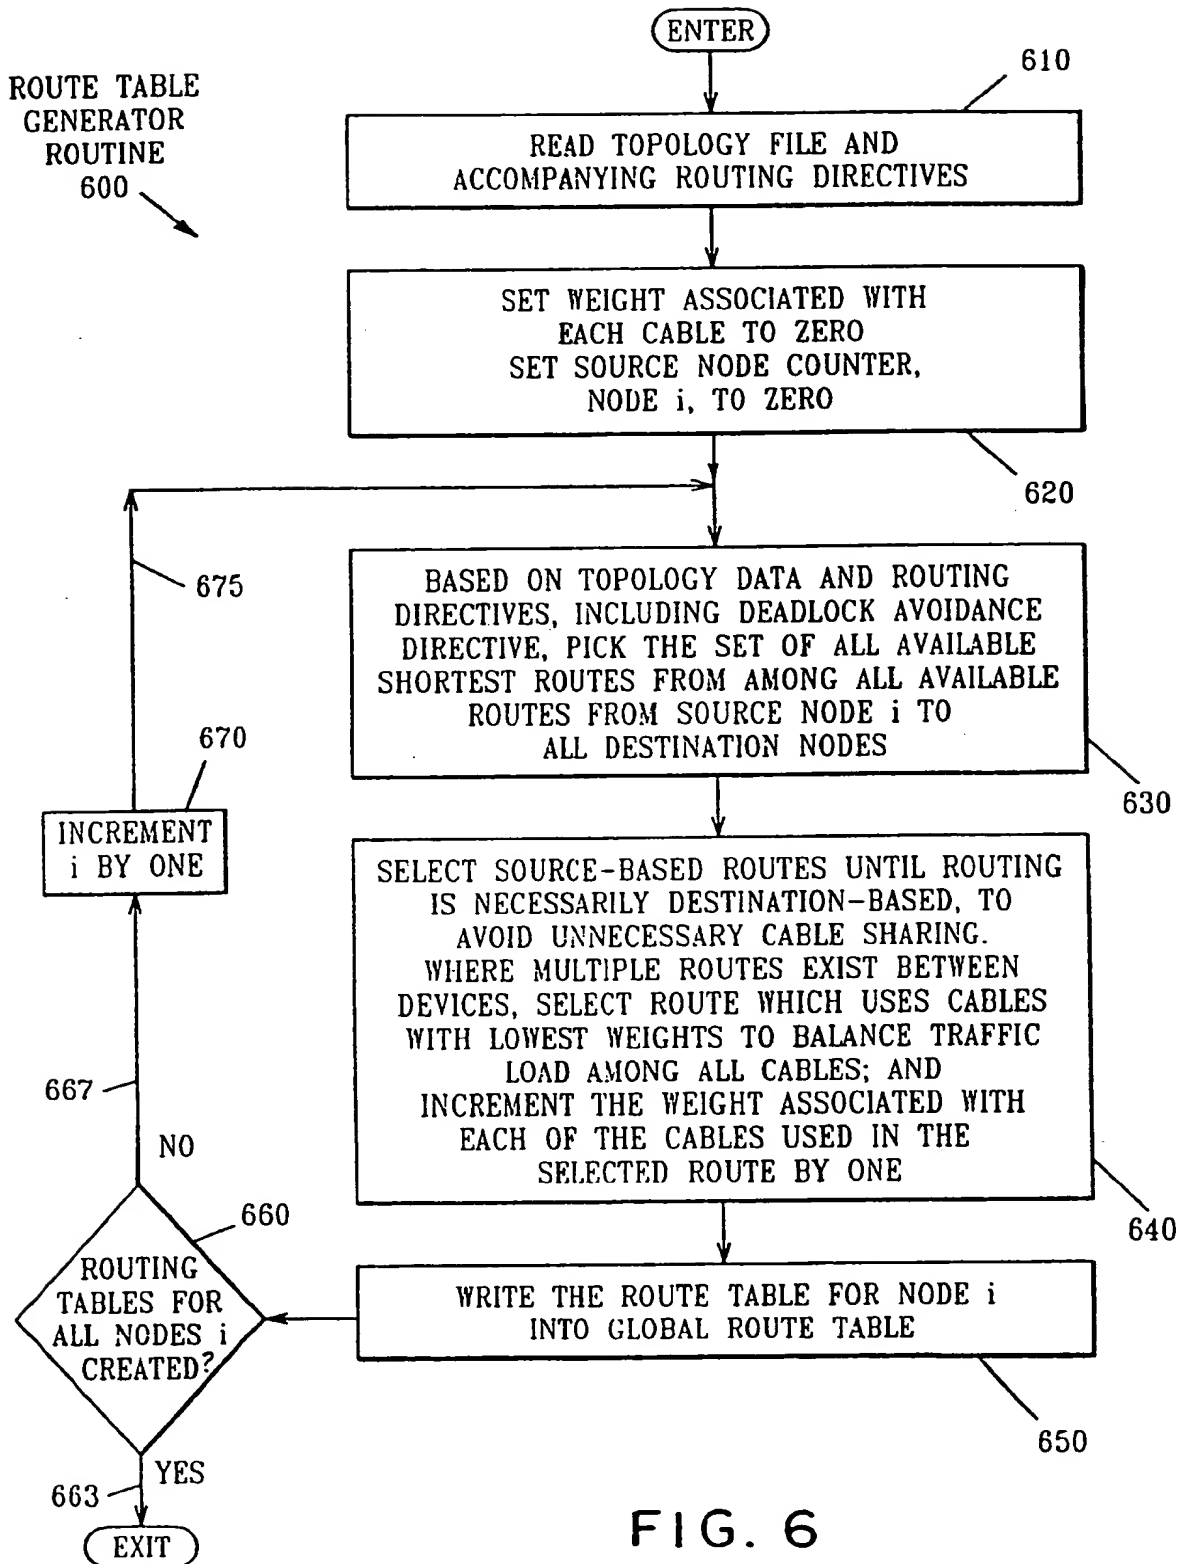 ENTER
ROUTE TABLE
GENERATOR
ROUTINE
600
610
READ TOPOLOGY FILE AND
ACCOMPANYING ROUTING DIRECTIVES
SET WEIGHT ASSOCIATED WITH
EACH CABLE TO ZERO
SET SOURCE NODE COUNTER,
NODE i, TO ZERO
620
675
BASED ON TOPOLOGY DATA AND ROUTING
DIRECTIVES, INCLUDING DEADLOCK AVOIDANCE
DIRECTIVE, PICK THE SET OF ALL AVAILABLE
SHORTEST ROUTES FROM AMONG ALL AVAILABLE
ROUTES FROM SOURCE NODE i TO
ALL DESTINATION NODES
630
670
INCREMENT
i BY ONE
SELECT SOURCE-BASED ROUTES UNTIL ROUTING
IS NECESSARILY DESTINATION-BASED, TO
AVOID UNNECESSARY CABLE SHARING.
WHERE MULTIPLE ROUTES EXIST BETWEEN
DEVICES, SELECT ROUTE WHICH USES CABLES
WITH LOWEST WEIGHTS TO BALANCE TRAFFIC
LOAD AMONG ALL CABLES; AND
INCREMENT THE WEIGHT ASSOCIATED WITH
EACH OF THE CABLES USED IN THE
SELECTED ROUTE BY ONE
640
667
NO
660
ROUTING
TABLES FOR
ALL NODES i
CREATED?
WRITE THE ROUTE TABLE FOR NODE i
INTO GLOBAL ROUTE TABLE
650
YES
663
EXIT
FIG. 6